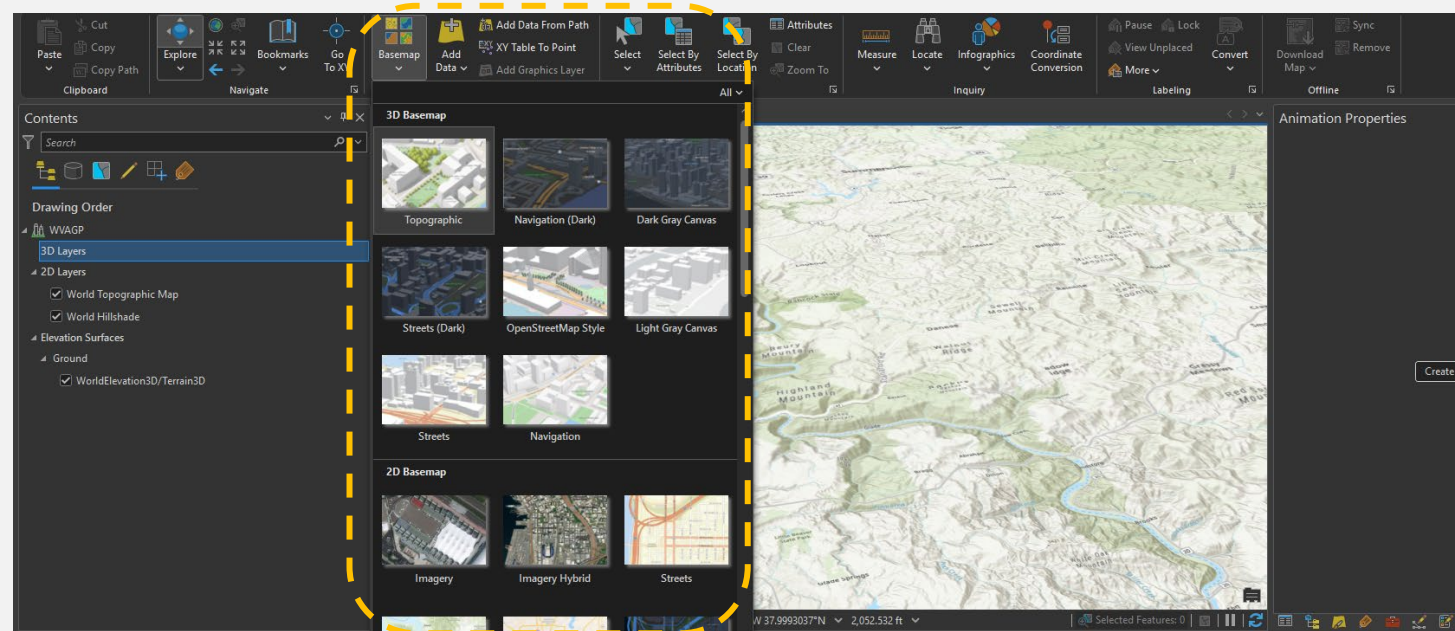 Cut
Copy
Copy Path
Paste
Clipboard
Explore
Bookmarks
Go
To XY
Navigate
Basemap
Add
Data
Add Data From Path
XY Table To Point
Add Graphics Layer
Select
Select By
Attributes
Select By
Location
Attributes
Clear
Zoom To
Measure
Locate
Infographics
Coordinate
Conversion
Inquiry
Pause
Lock
View Unplaced
More
Convert
Labeling
Download
Map
Sync
Remove
Offline
Contents
Search
Drawing Order
WVAGP
3D Layers
2D Layers
World Topographic Map
World Hillshade
Elevation Surfaces
Ground
WorldElevation3D/Terrain3D
All
3D Basemap
Topographic
Navigation (Dark)
Dark Gray Canvas
Streets (Dark)
OpenStreetMap Style
Light Gray Canvas
Streets
Navigation
2D Basemap
Imagery
Imagery Hybrid
Streets
Sewell
Mountain
Highland
Mountain
W 37.9993037°N
2,052.532 ft
Selected Features: 0
Animation Properties
Create